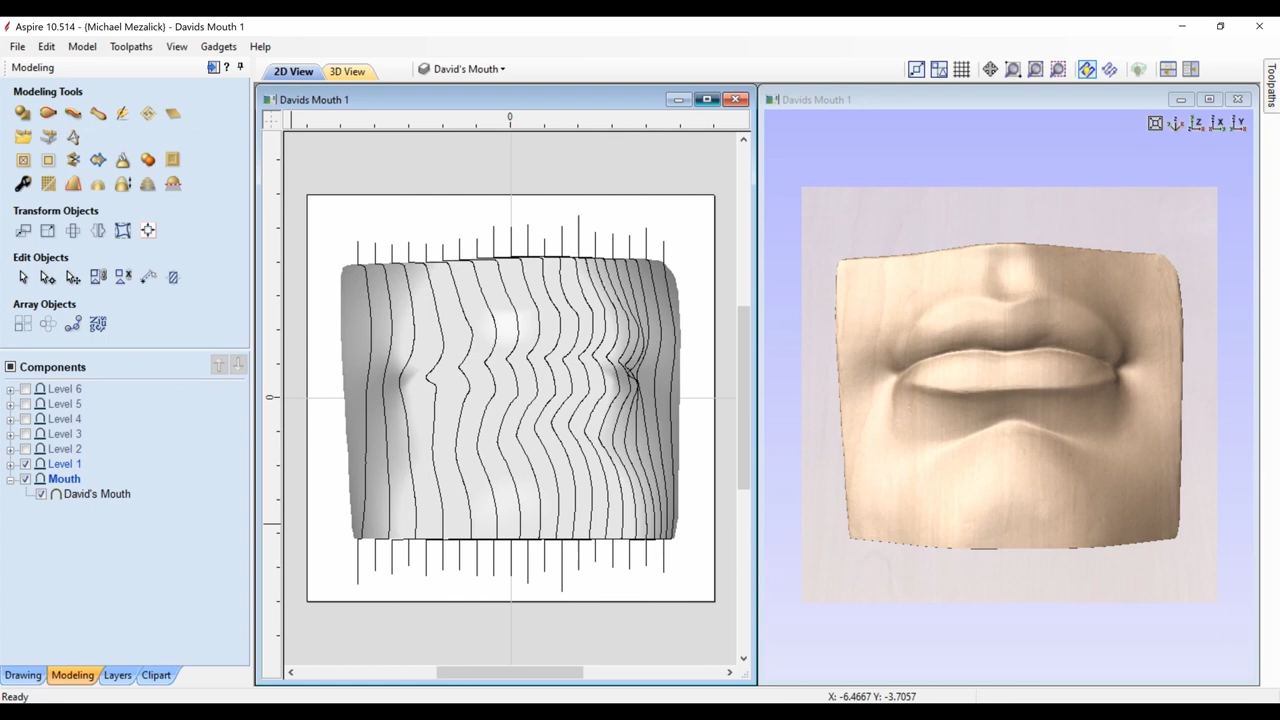 Aspire 10.514 - {Michael Mezalick} - Davids Mouth 1
File Edit Model Toolpaths View Gadgets Help
Modeling
?
2D View 3D View David's Mouth
Toolpaths
Modeling Tools
Davids Mouth 1
Davids Mouth 1
0
Z X Y
Transform Objects
Edit Objects
Array Objects
Components
Level 6
Level 5
0
Level 4
Level 3
Level 2
Level 1
Mouth
David's Mouth
Drawing Modeling Layers Clipart
Ready X: -6.4667 Y: -3.7057